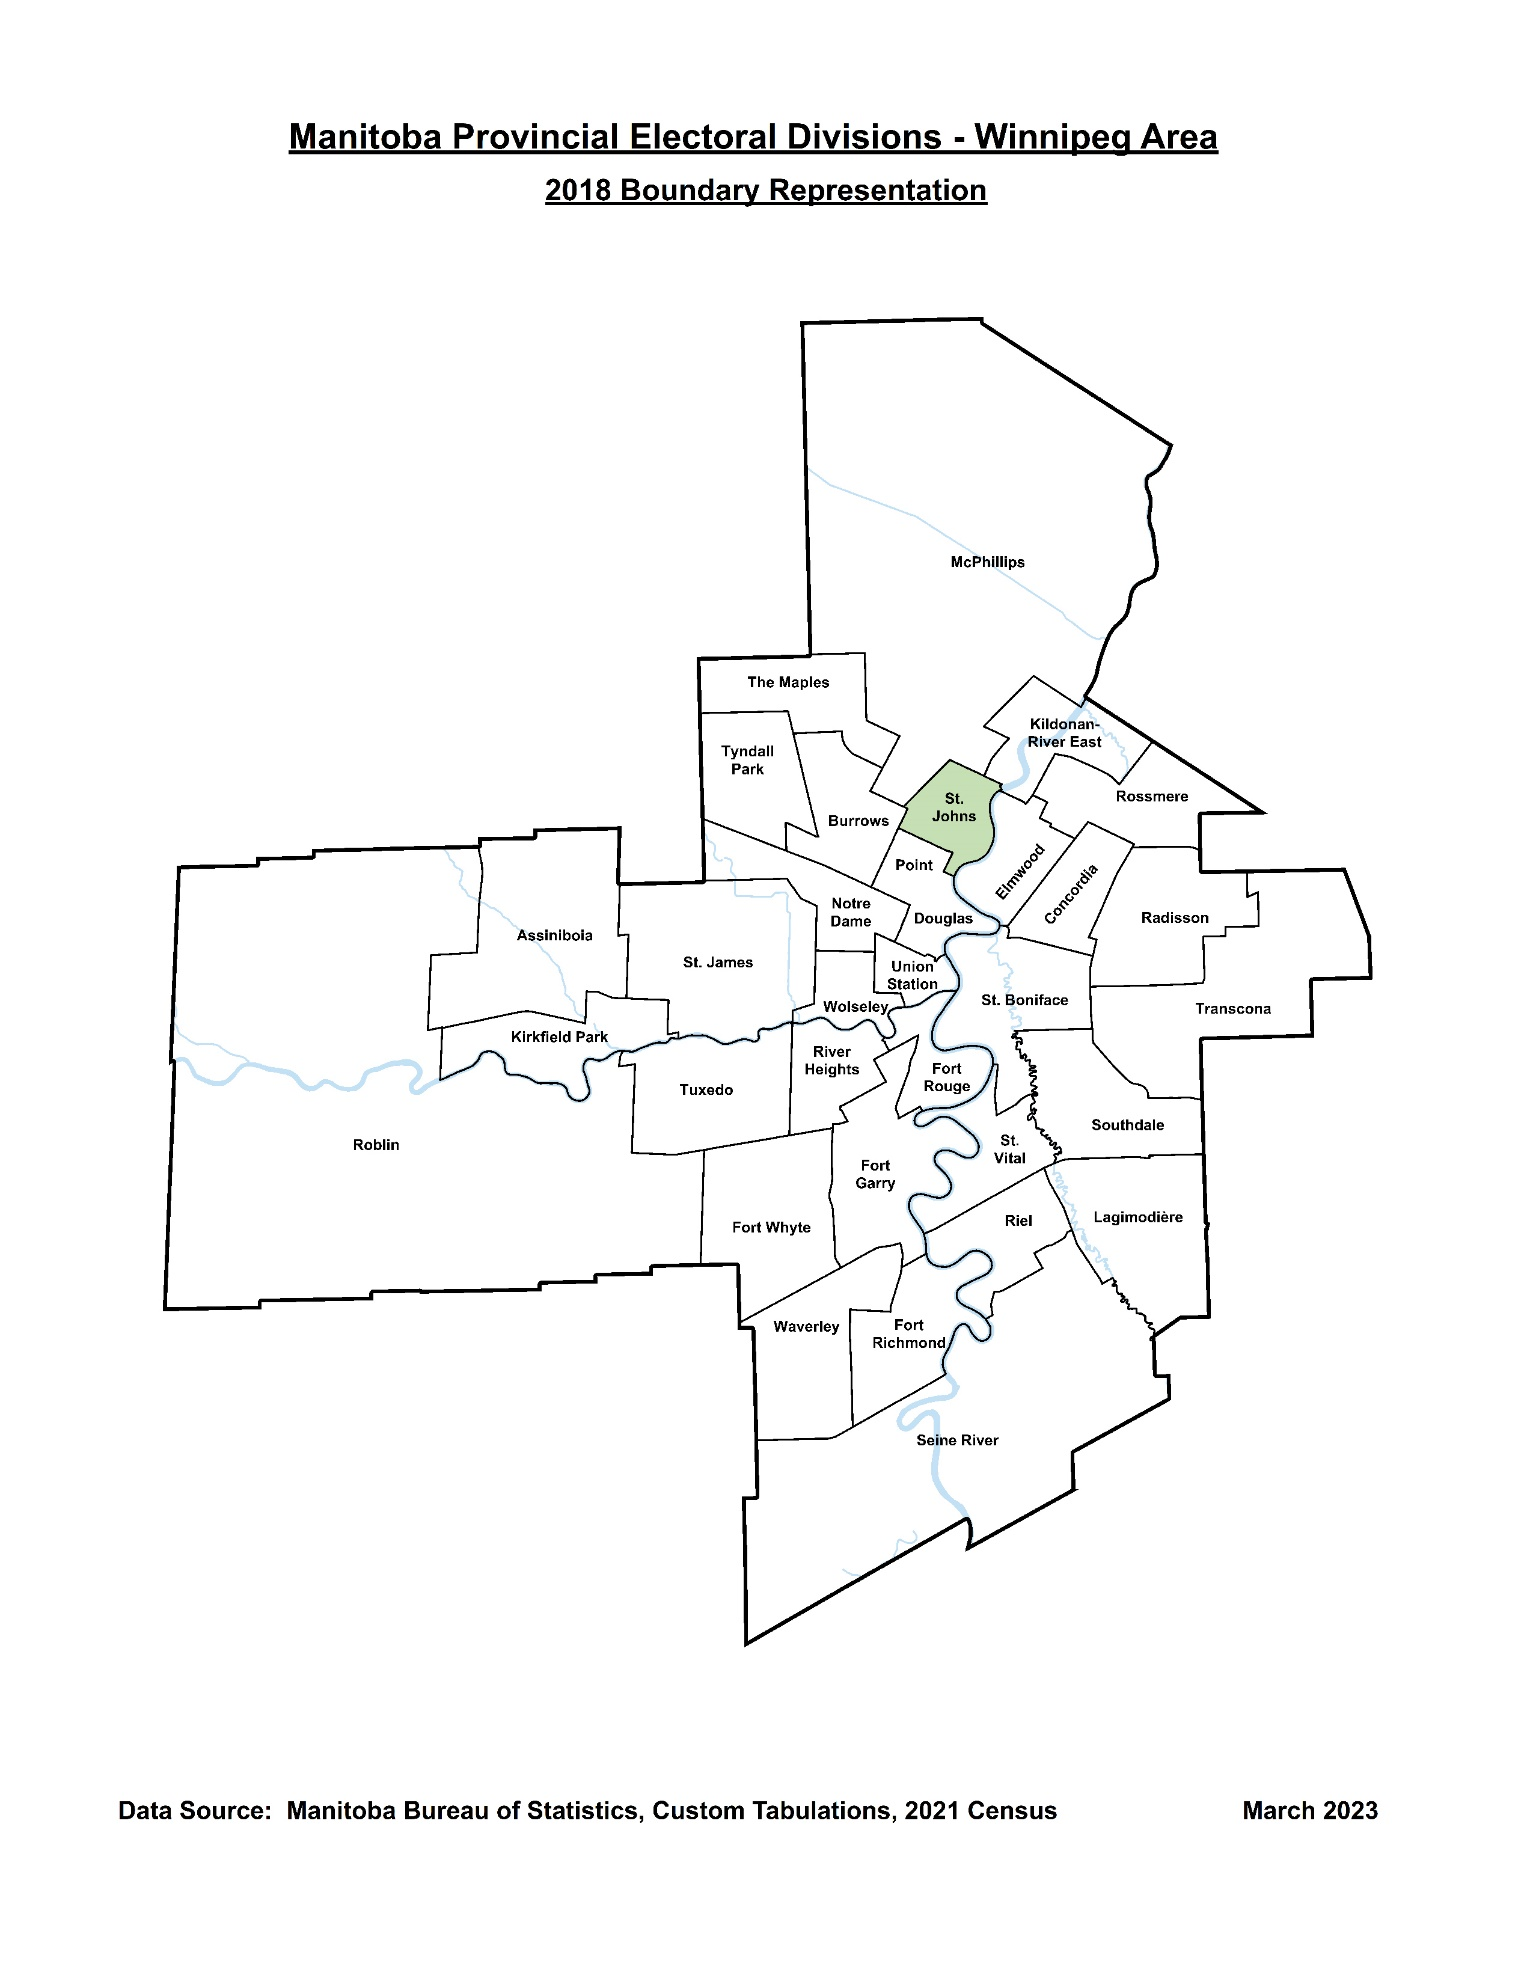 Manitoba Provincial Electoral Divisions - Winnipeg Area
2018 Boundary Representation
McPhillips
The Maples
Kildonan-
River East
Tyndall
Park
Rossmere
St.
Johns
Burrows
Point
Elmwood
Concordia
Notre
Dame
Douglas
Radisson
Assiniboia
St. James
Union
Station
St. Boniface
Wolseley
Transcona
Kirkfield Park
River
Heights
Fort
Rouge
Tuxedo
Southdale
Roblin
St.
Vital
Fort
Garry
Fort Whyte
Riel
Lagimodière
Waverley
Fort
Richmond
Seine River
Data Source: Manitoba Bureau of Statistics, Custom Tabulations, 2021 Census
March 2023